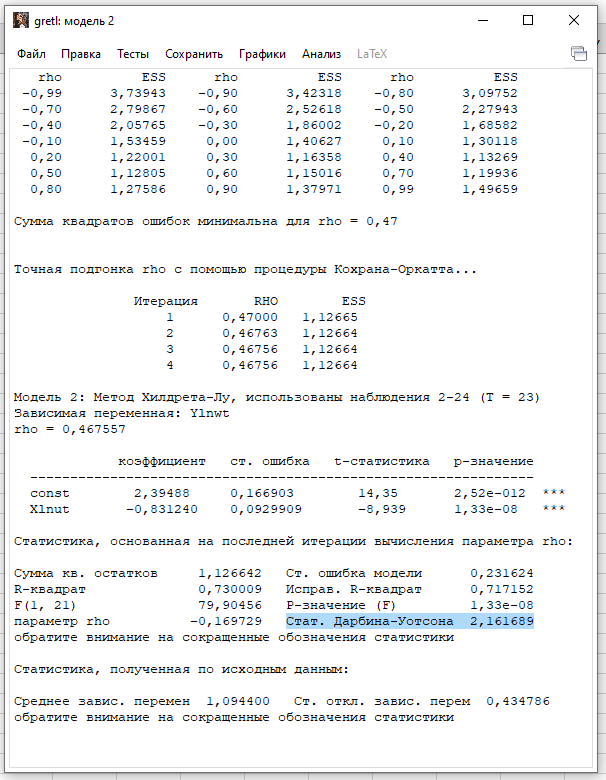 gretl: модель 2
Файл Правка Тесты Сохранить Графики Анализ LaTeX
rho ESS rho ESS rho ESS
-0,99 3,73943 -0,90 3,42318 -0,80 3,09752
-0,70 2,79867 -0,60 2,52618 -0,50 2,27943
-0,40 2,05765 -0,30 1,86002 -0,20 1,68582
-0,10 1,53459 0,00 1,40627 0,10 1,30118
0,20 1,22001 0,30 1,16358 0,40 1,13269
0,50 1,12805 0,60 1,15016 0,70 1,19936
0,80 1,27586 0,90 1,37971 0,99 1,49659
Сумма квадратов ошибок минимальна для rho = 0,47
Точная подгонка rho с помощью процедуры Кохрана-Оркатта...
Итерация RHO ESS
1 0,47000 1,12665
2 0,46763 1,12664
3 0,46756 1,12664
4 0,46756 1,12664
Модель 2: Метод Хилдрета-Лу, использованы наблюдения 2-24 (T = 23)
Зависимая переменная: Ylnwt
rho = 0,467557
коэффициент ст. ошибка t-статистика p-значение
---------------------------------------------------------------
const 2,39488 0,166903 14,35 2,52e-012 ***
Xlnut -0,831240 0,0929909 -8,939 1,33e-08 ***
Статистика, основанная на последней итерации вычисления параметра rho:
Сумма кв. остатков 1,126642 Ст. ошибка модели 0,231624
R-квадрат 0,730009 Исправ. R-квадрат 0,717152
F(1, 21) 79,90456 P-значение (F) 1,33e-08
параметр rho -0,169729 Стат. Дарбина-Уотсона 2,161689
обратите внимание на сокращенные обозначения статистики
Статистика, полученная по исходным данным:
Среднее завис. перемен 1,094400 Ст. откл. завис. перем 0,434786
обратите внимание на сокращенные обозначения статистики